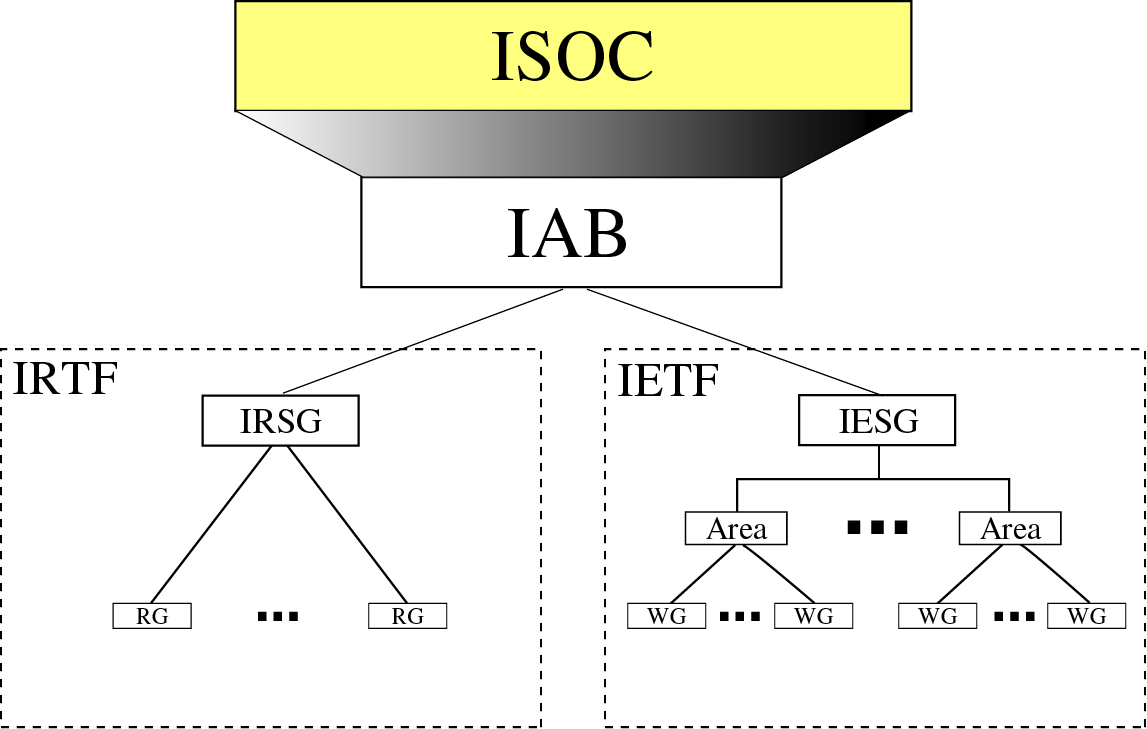 ISOC
IAB
IRTF
IRSG
RG ... RG
IETF
IESG
Area ... Area
WG ... WG WG ... WG